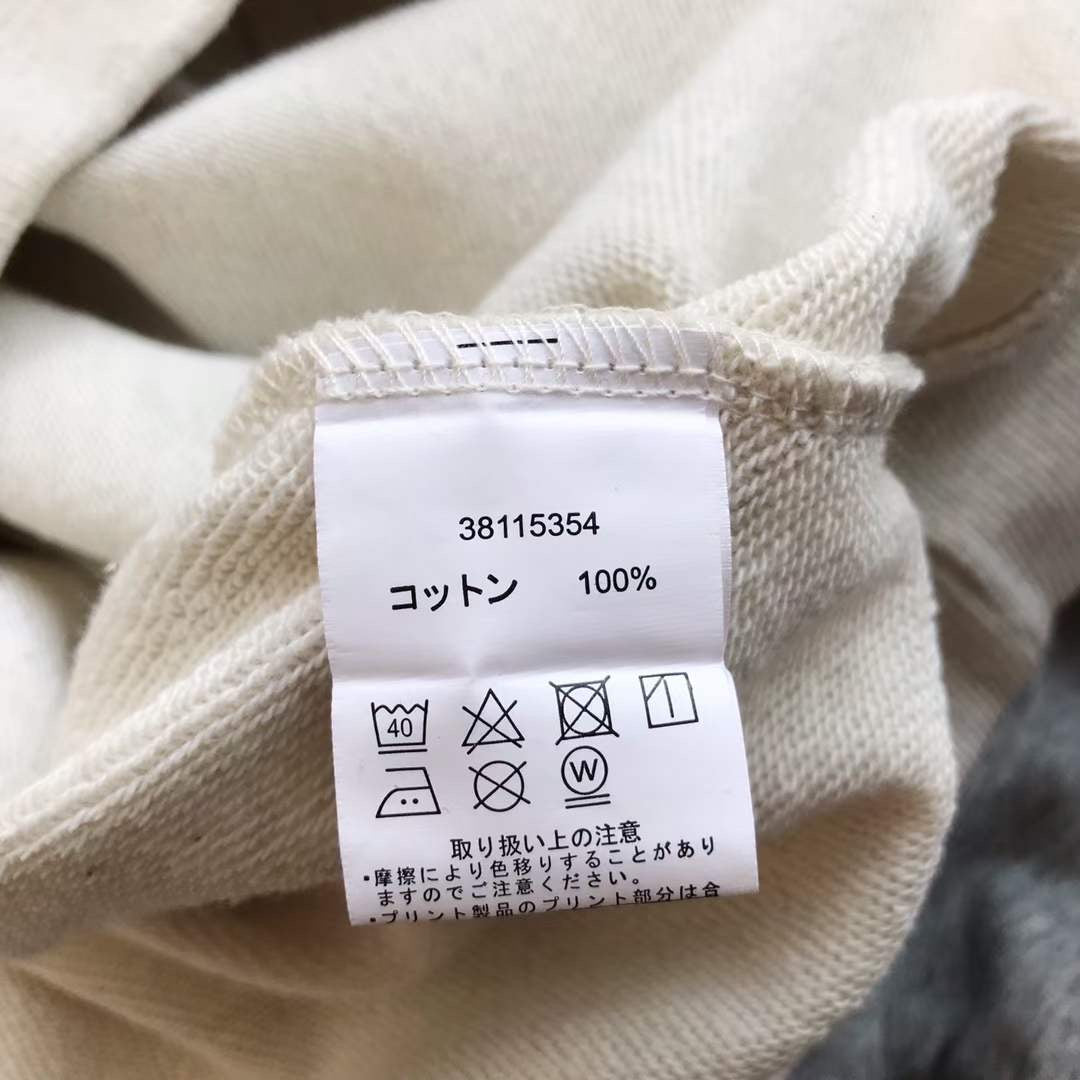 38115354
コットン 100%
40
W
取り扱い上の注意
・摩擦により色移りすることがあり
ますのでご注意ください。
・プリント製品のプリント部分は合